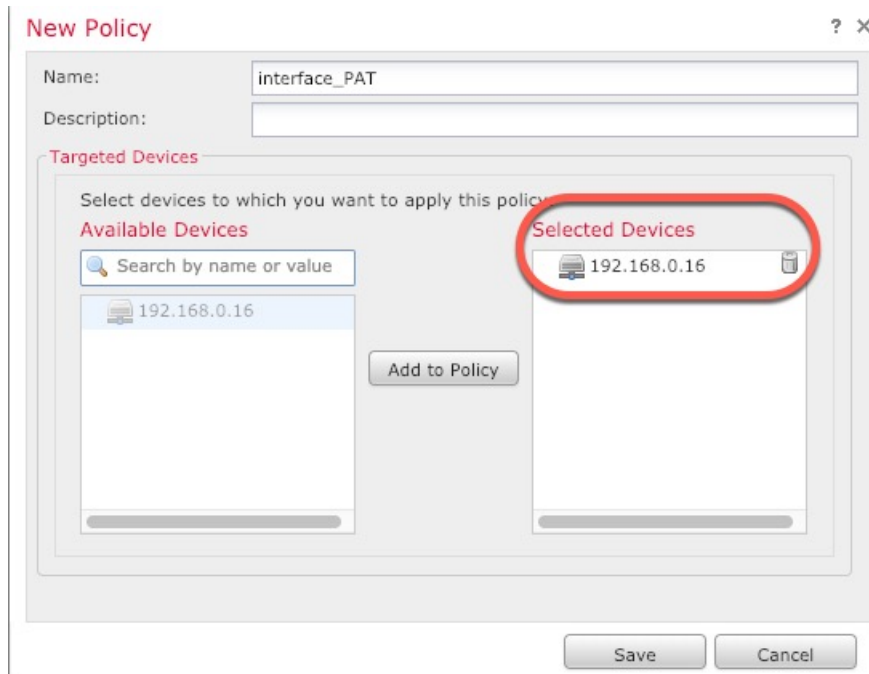 New Policy
?
Name:
interface_PAT
Description:
Targeted Devices
Select devices to which you want to apply this policy.
Available Devices
Selected Devices
Search by name or value
192.168.0.16
192.168.0.16
Add to Policy
Save
Cancel